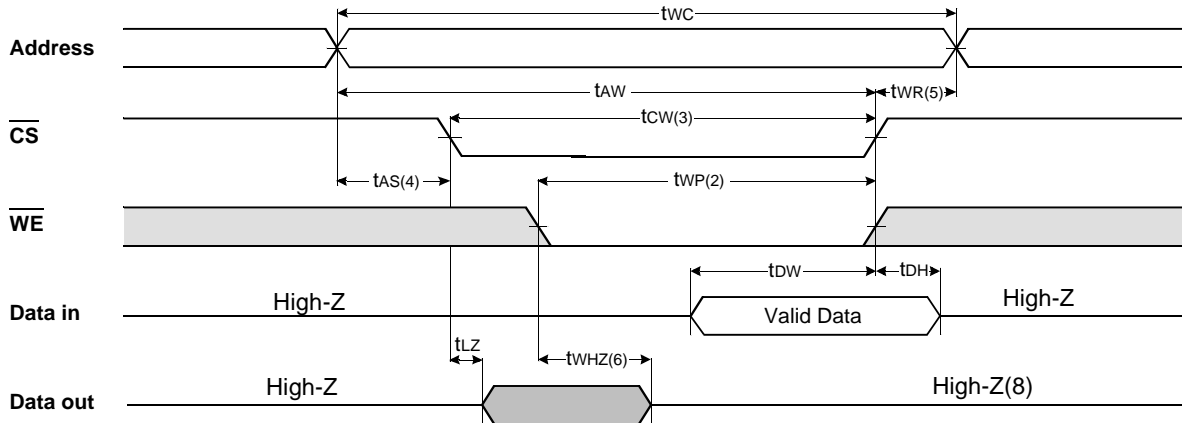 tWC
Address
tAW
tWR(5)
tCW(3)
CS
tAS(4)
tWP(2)
WE
tDW
tDH
Data in
High-Z
Valid Data
High-Z
tLZ
tWHZ(6)
Data out
High-Z
High-Z(8)